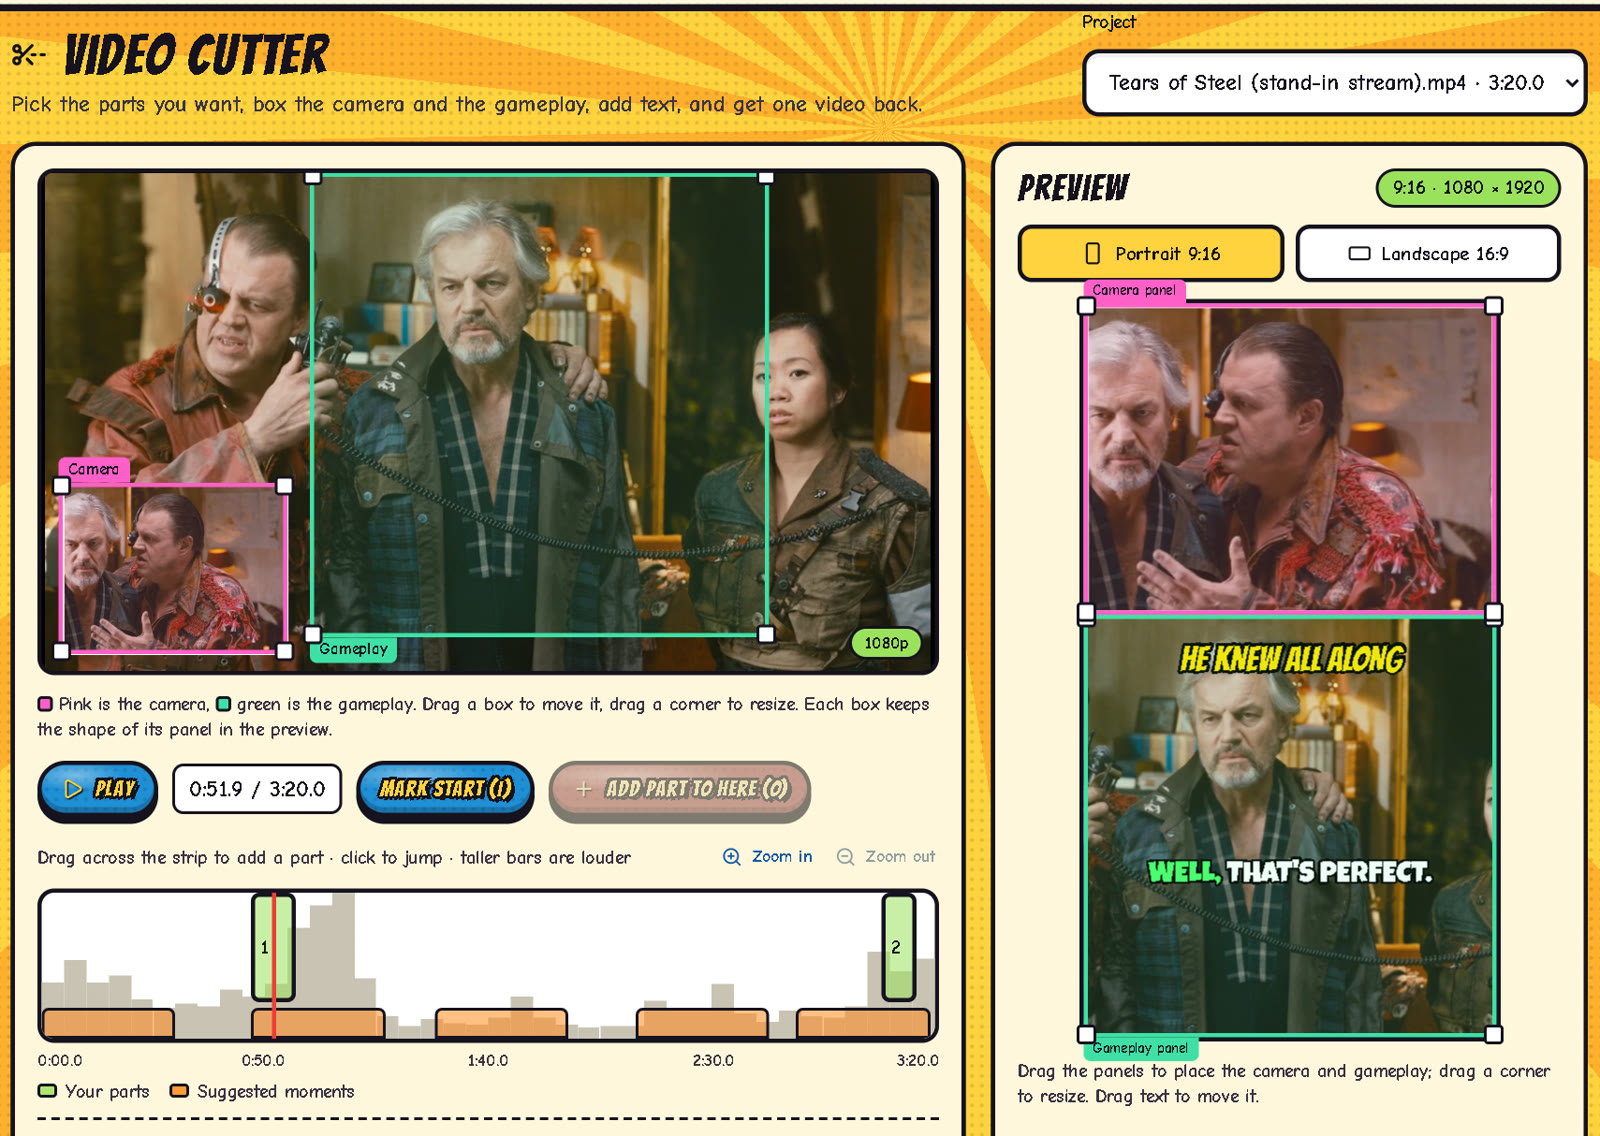 Project
VIDEO CUTTER
Tears of Steel (stand-in stream).mp4 · 3:20.0
Pick the parts you want, box the camera and the gameplay, add text, and get one video back.
Camera
Gameplay
1080p
Pink is the camera, green is the gameplay. Drag a box to move it, drag a corner to resize. Each box keeps
the shape of its panel in the preview.
PLAY
0:51.9 / 3:20.0
MARK START (I)
+ ADD PART TO HERE (O)
Drag across the strip to add a part · click to jump · taller bars are louder
Zoom in
Zoom out
1
2
0:00.0
0:50.0
1:40.0
2:30.0
3:20.0
Your parts
Suggested moments
PREVIEW
9:16 · 1080 × 1920
Portrait 9:16
Landscape 16:9
Camera panel
HE KNEW ALL ALONG
WELL, THAT'S PERFECT.
Gameplay panel
Drag the panels to place the camera and gameplay; drag a corner
to resize. Drag text to move it.